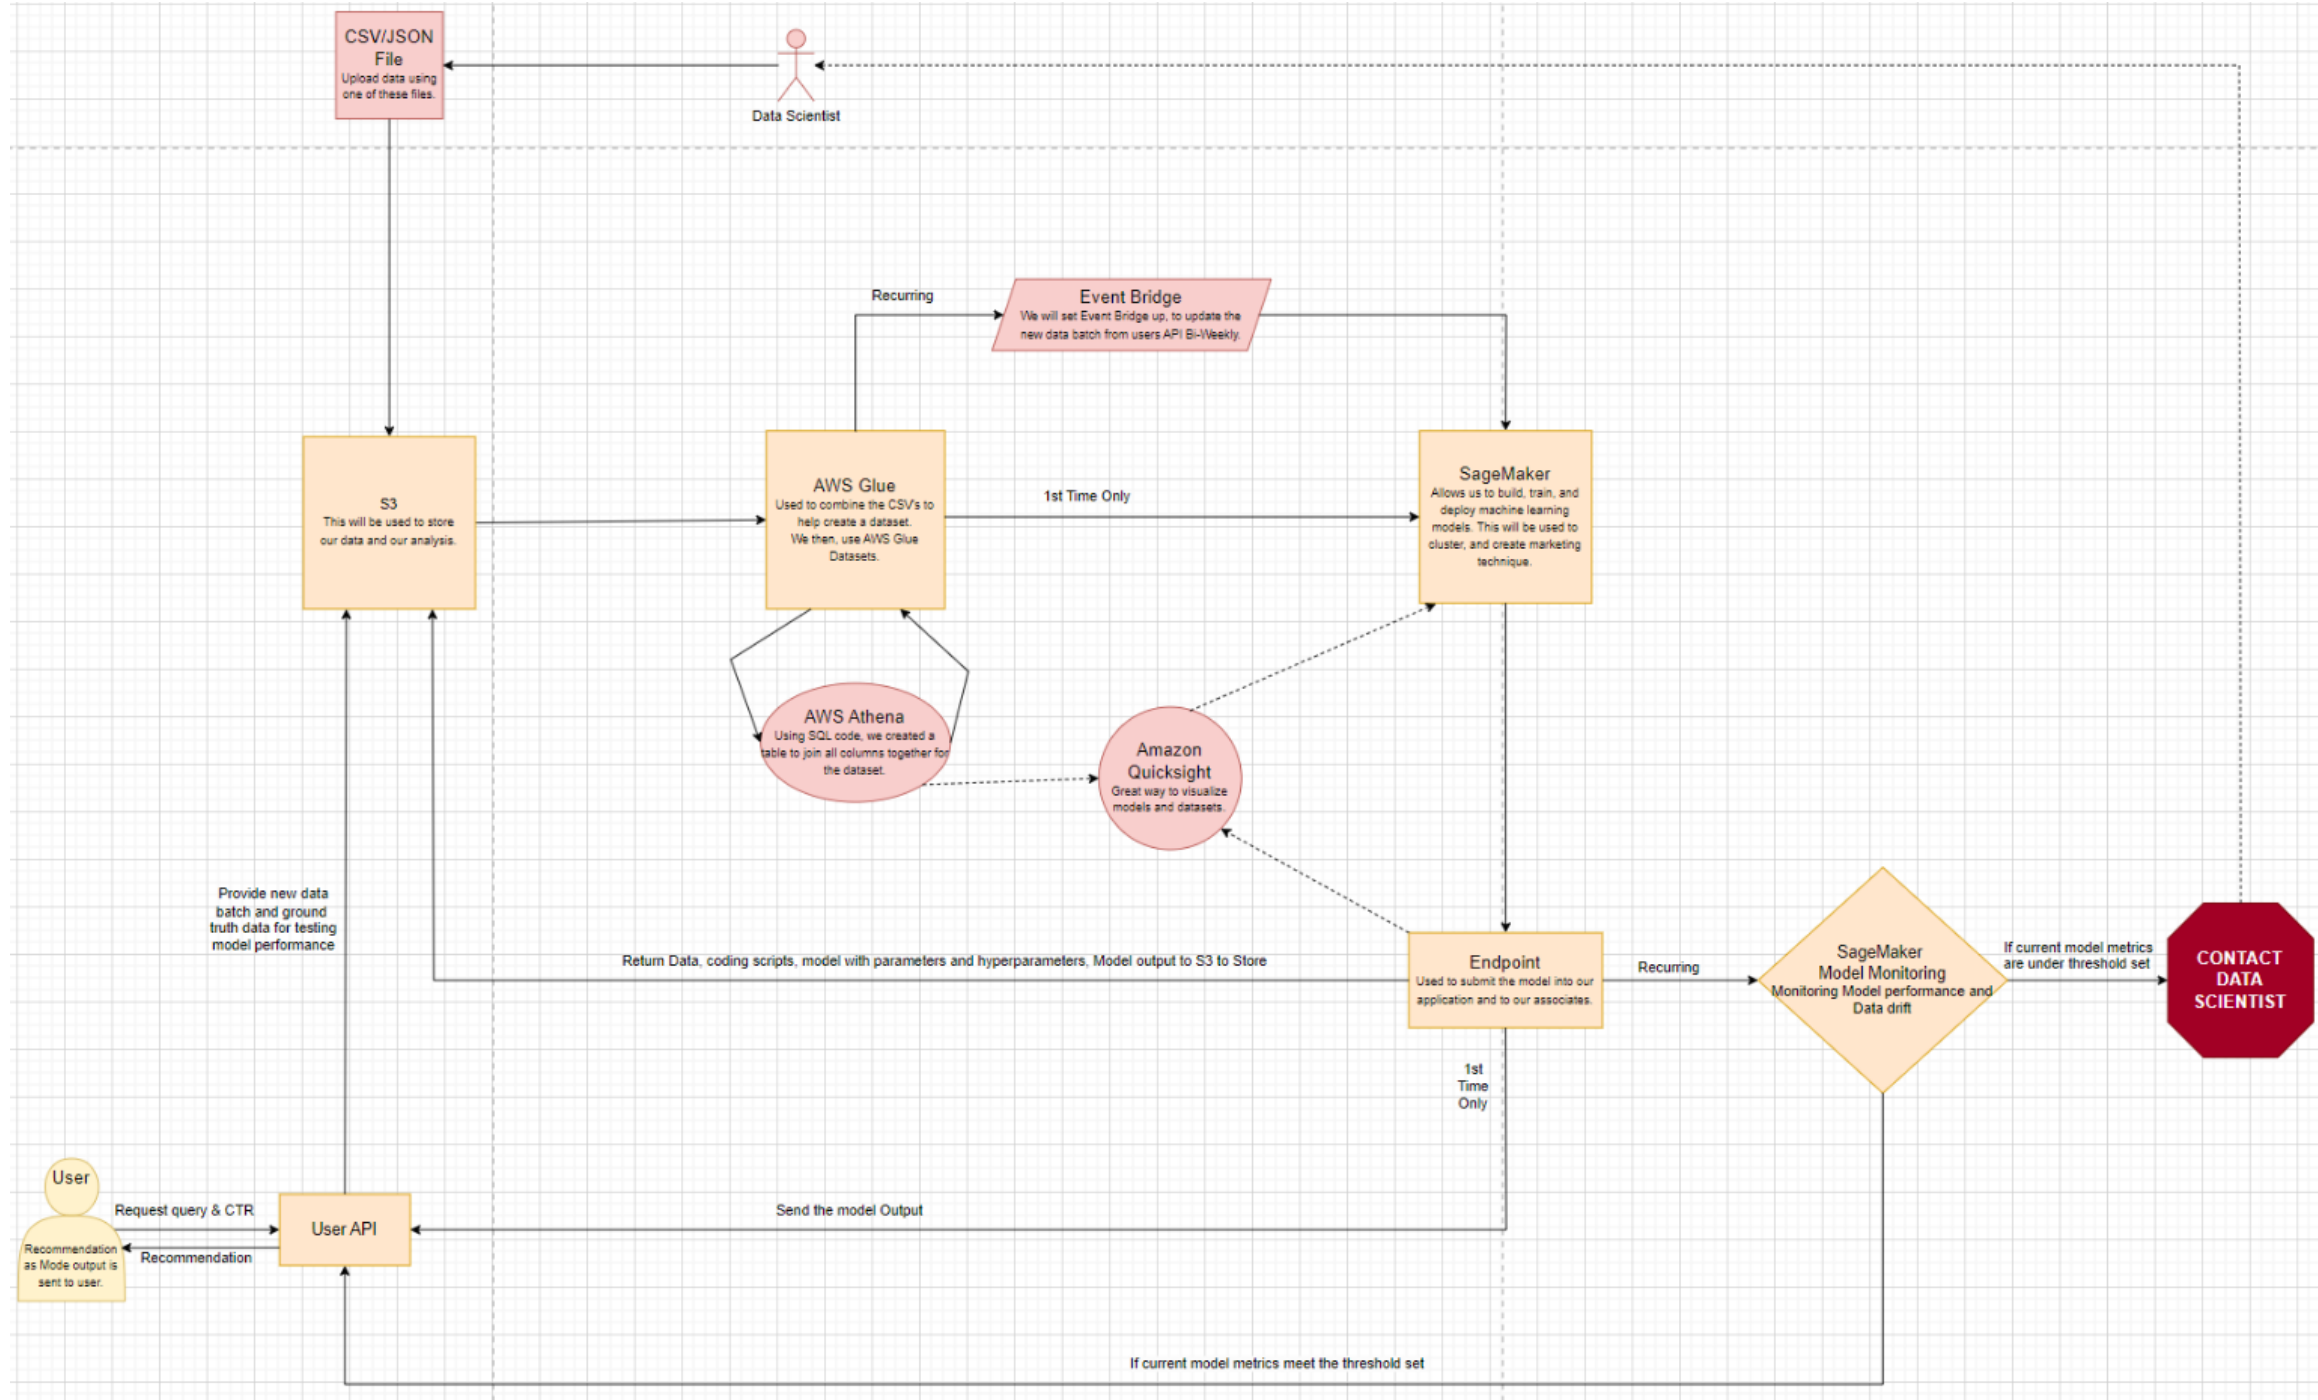 CSV/JSON
File
Upload data using
one of these files.
Data Scientist
Recurring
Event Bridge
We will set Event Bridge up, to update the
new data batch from users API Bi-Weekly.
S3
This will be used to store
our data and our analysis.
AWS Glue
Used to combine the CSV's to
help create a dataset.
We then, use AWS Glue
Datasets.
1st Time Only
SageMaker
Allows us to build, train, and
deploy machine learning
models. This will be used to
cluster, and create marketing
technique.
AWS Athena
Using SQL code, we created a
table to join all columns together for
the dataset.
Amazon
Quicksight
Great way to visualize
models and datasets.
Provide new data
batch and ground
truth data for testing
model performance
Return Data, coding scripts, model with parameters and hyperparameters, Model output to S3 to Store
Endpoint
Used to submit the model into our
application and to our associates.
Recurring
SageMaker
Model Monitoring
Monitoring Model performance and
Data drift
If current model metrics
are under threshold set
CONTACT
DATA
SCIENTIST
1st
Time
Only
User
Recommendation
as Mode output is
sent to user.
Request query & CTR
Recommendation
User API
Send the model Output
If current model metrics meet the threshold set